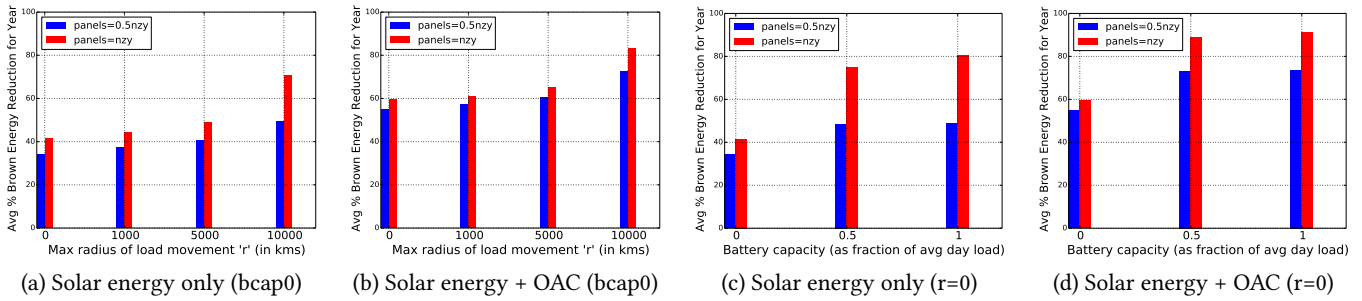 Avg % Brown Energy Reduction for Year
100
80
60
40
20
0
panels=0.5nzy
panels=nzy
0 1000 5000 10000
Max radius of load movement 'r' (in kms)
(a) Solar energy only (bcap0)
Avg % Brown Energy Reduction for Year
100
80
60
40
20
0
panels=0.5nzy
panels=nzy
0 1000 5000 10000
Max radius of load movement 'r' (in kms)
(b) Solar energy + OAC (bcap0)
Avg % Brown Energy Reduction for Year
100
80
60
40
20
0
panels=0.5nzy
panels=nzy
0 0.5 1
Battery capacity (as fraction of avg day load)
(c) Solar energy only (r=0)
Avg % Brown Energy Reduction for Year
100
80
60
40
20
0
panels=0.5nzy
panels=nzy
0 0.5 1
Battery capacity (as fraction of avg day load)
(d) Solar energy + OAC (r=0)